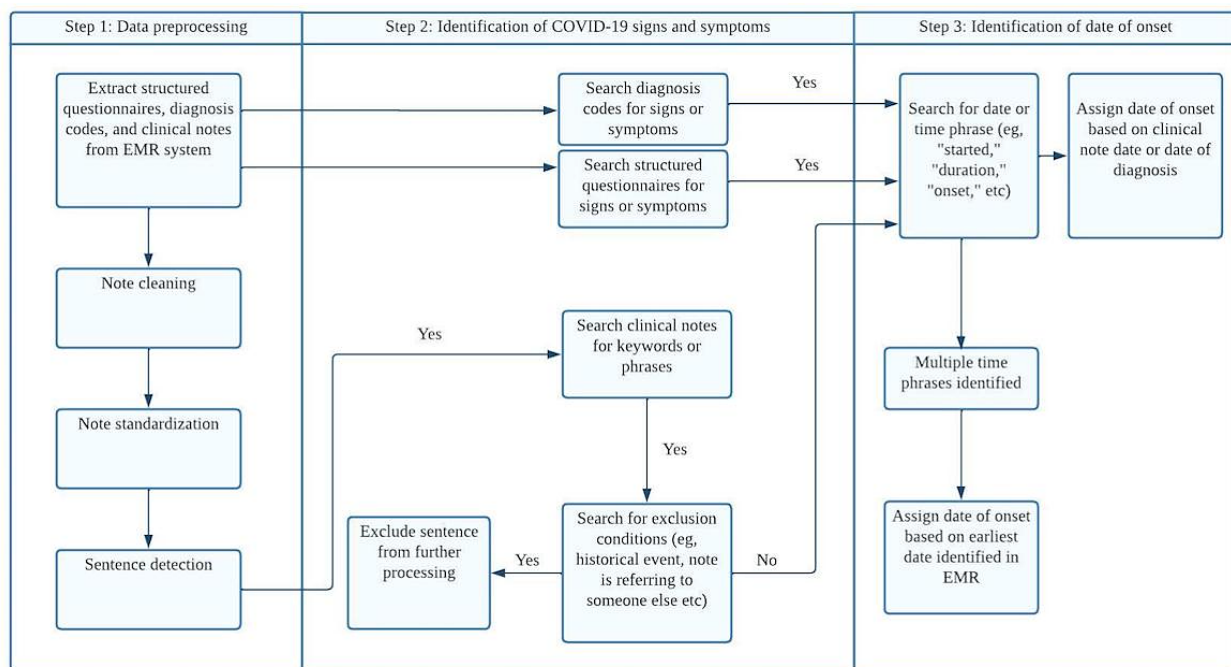 Step 1: Data preprocessing
Extract structured
questionnaires, diagnosis
codes, and clinical notes
from EMR system
Note cleaning
Note standardization
Sentence detection
Step 2: Identification of COVID-19 signs and symptoms
Search diagnosis
codes for signs or
symptoms
Yes
Search structured
questionnaires for
signs or symptoms
Yes
Yes
Search clinical notes
for keywords or
phrases
Yes
Search for exclusion
conditions (eg,
historical event, note
is referring to
someone else etc)
Yes
No
Exclude sentence
from further
processing
Step 3: Identification of date of onset
Search for date or
time phrase (eg,
"started,"
"duration,"
"onset," etc)
Assign date of onset
based on clinical
note date or date of
diagnosis
Multiple time
phrases identified
Assign date of onset
based on earliest
date identified in
EMR